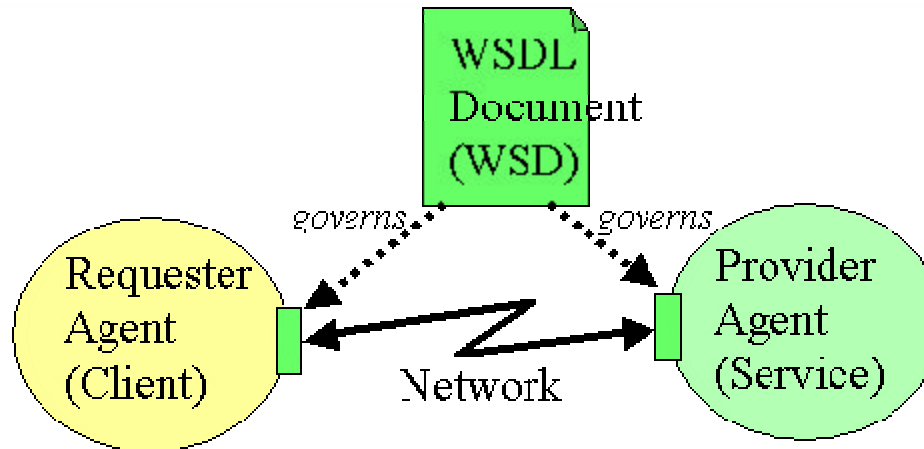 WSDL
Document
(WSD)
governs
governs
Requester
Agent
(Client)
Provider
Agent
(Service)
Network